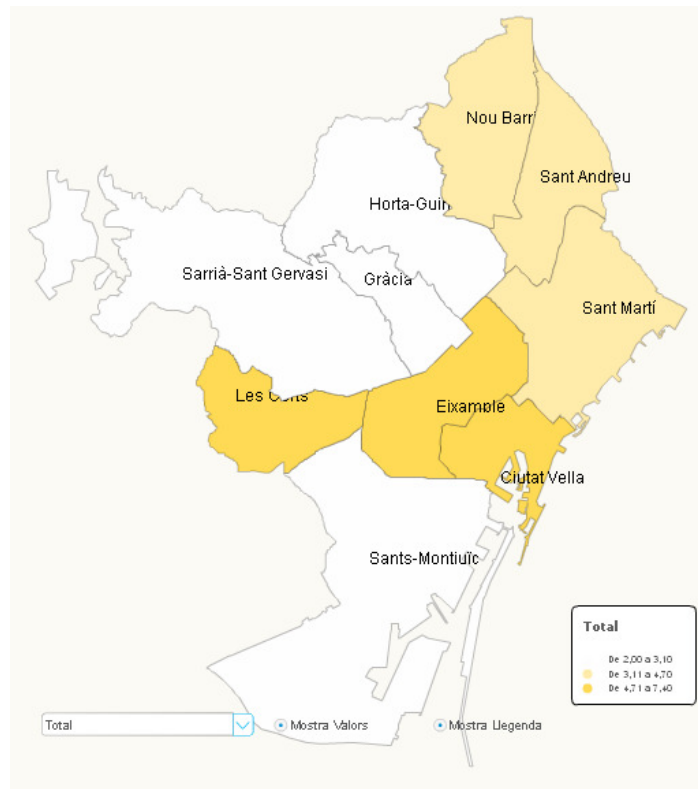 Nou Barri
Sant Andreu
Horta-Guin
Sarrià-Sant Gervasi
Gràcia
Sant Martí
Les Corts
Eixample
Ciutat Vella
Sants-Montjuïc
Total
De 2,00 a 3,10
De 3,11 a 4,70
De 4,71 a 7,40
Total
Mostra Valors
Mostra Llegenda